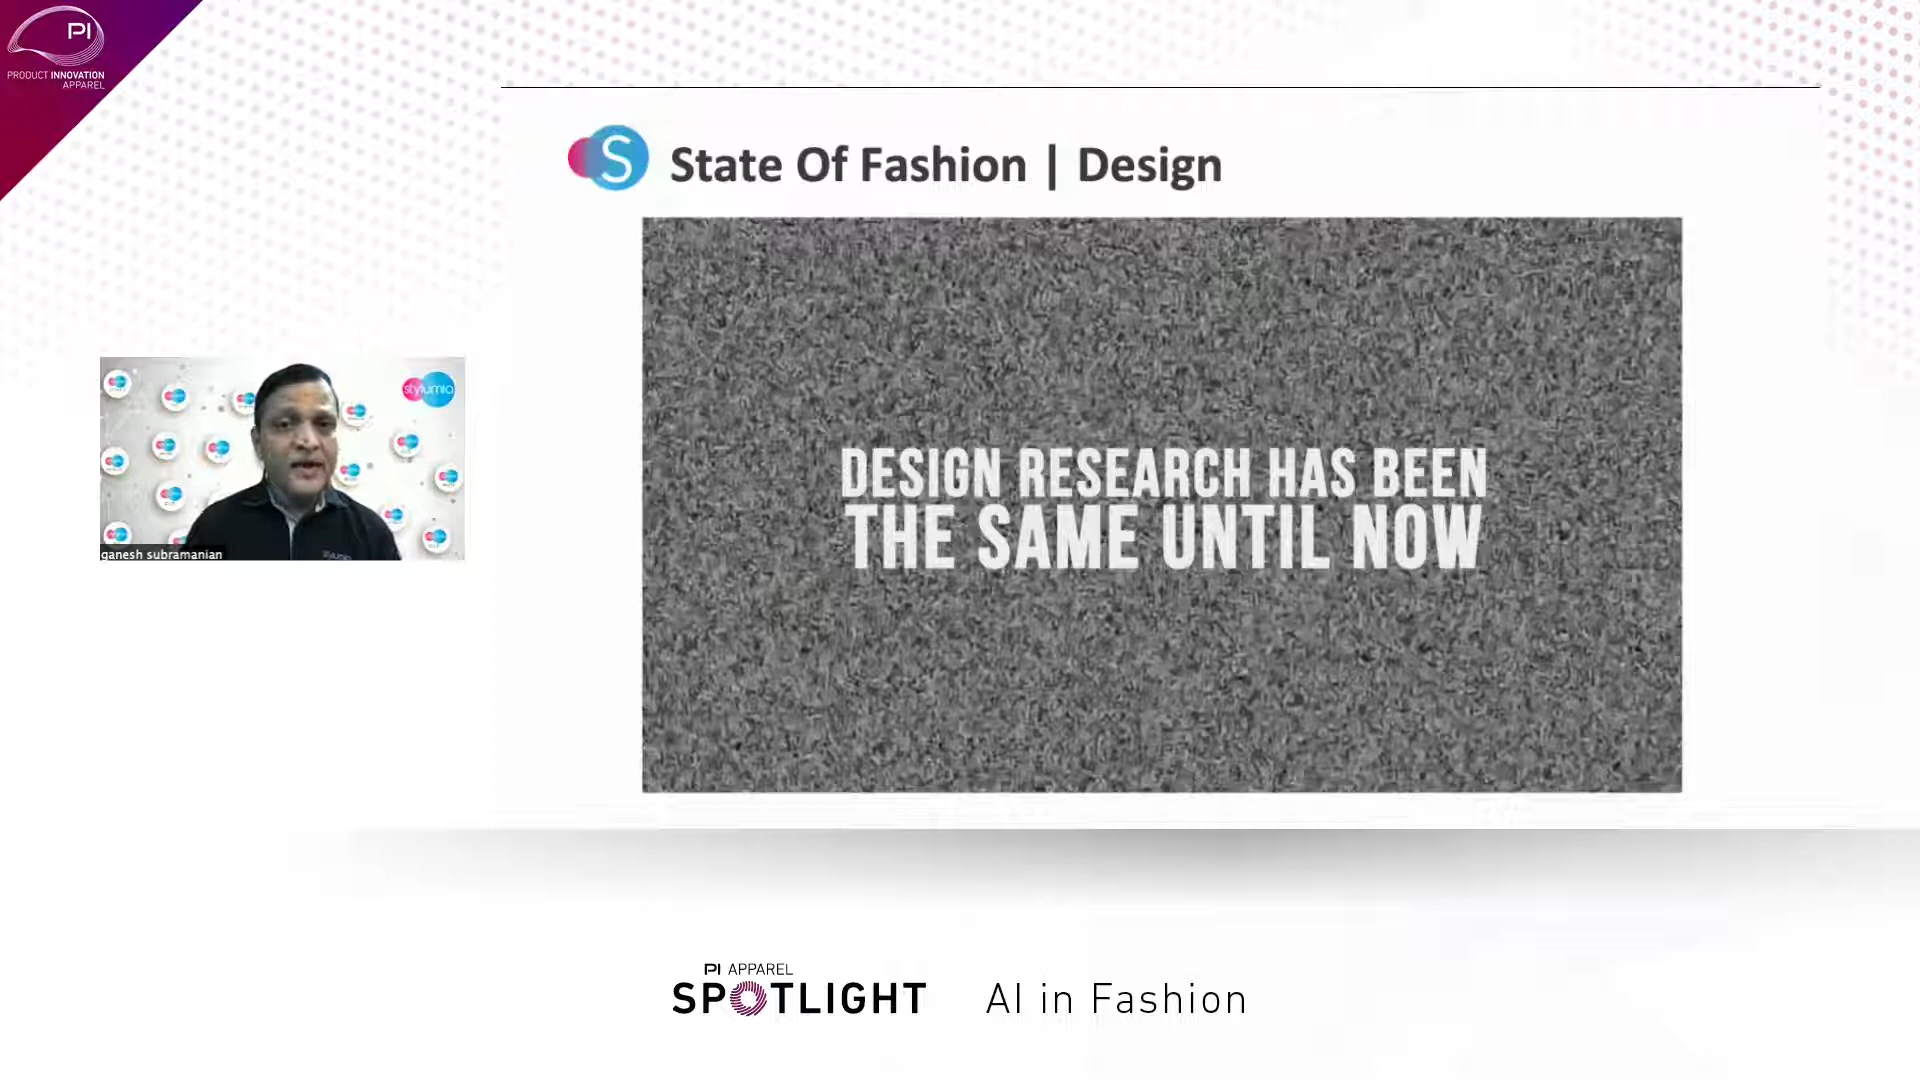 PI
PRODUCT INNOVATION
APPAREL
S State Of Fashion | Design
stylumia
ganesh subramanian
DESIGN RESEARCH HAS BEEN
THE SAME UNTIL NOW
PI APPAREL
SPOTLIGHT AI in Fashion